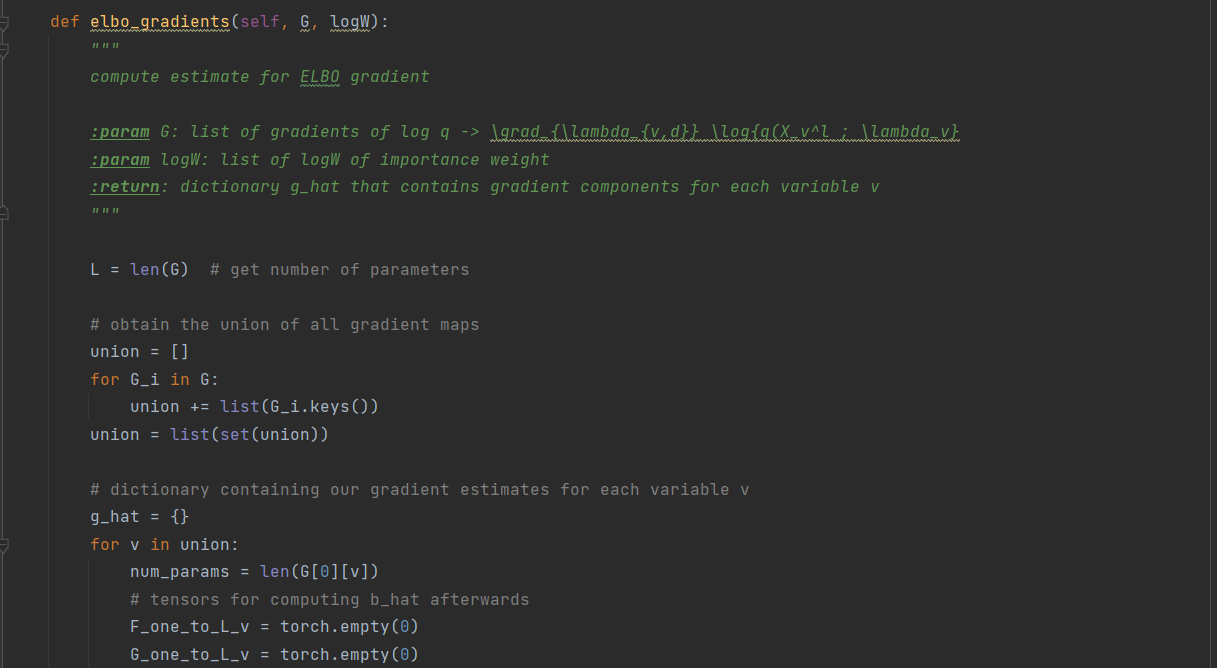 def elbo_gradients(self, G, logW):
"""
compute estimate for ELBO gradient
:param G: list of gradients of log q -> \grad_{\lambda_{v,d}} \log{q(X_v^l ; \lambda_v}
:param logW: list of logW of importance weight
:return: dictionary g_hat that contains gradient components for each variable v
"""
L = len(G)  # get number of parameters
# obtain the union of all gradient maps
union = []
for G_i in G:
union += list(G_i.keys())
union = list(set(union))
# dictionary containing our gradient estimates for each variable v
g_hat = {}
for v in union:
num_params = len(G[0][v])
# tensors for computing b_hat afterwards
F_one_to_L_v = torch.empty(0)
G_one_to_L_v = torch.empty(0)